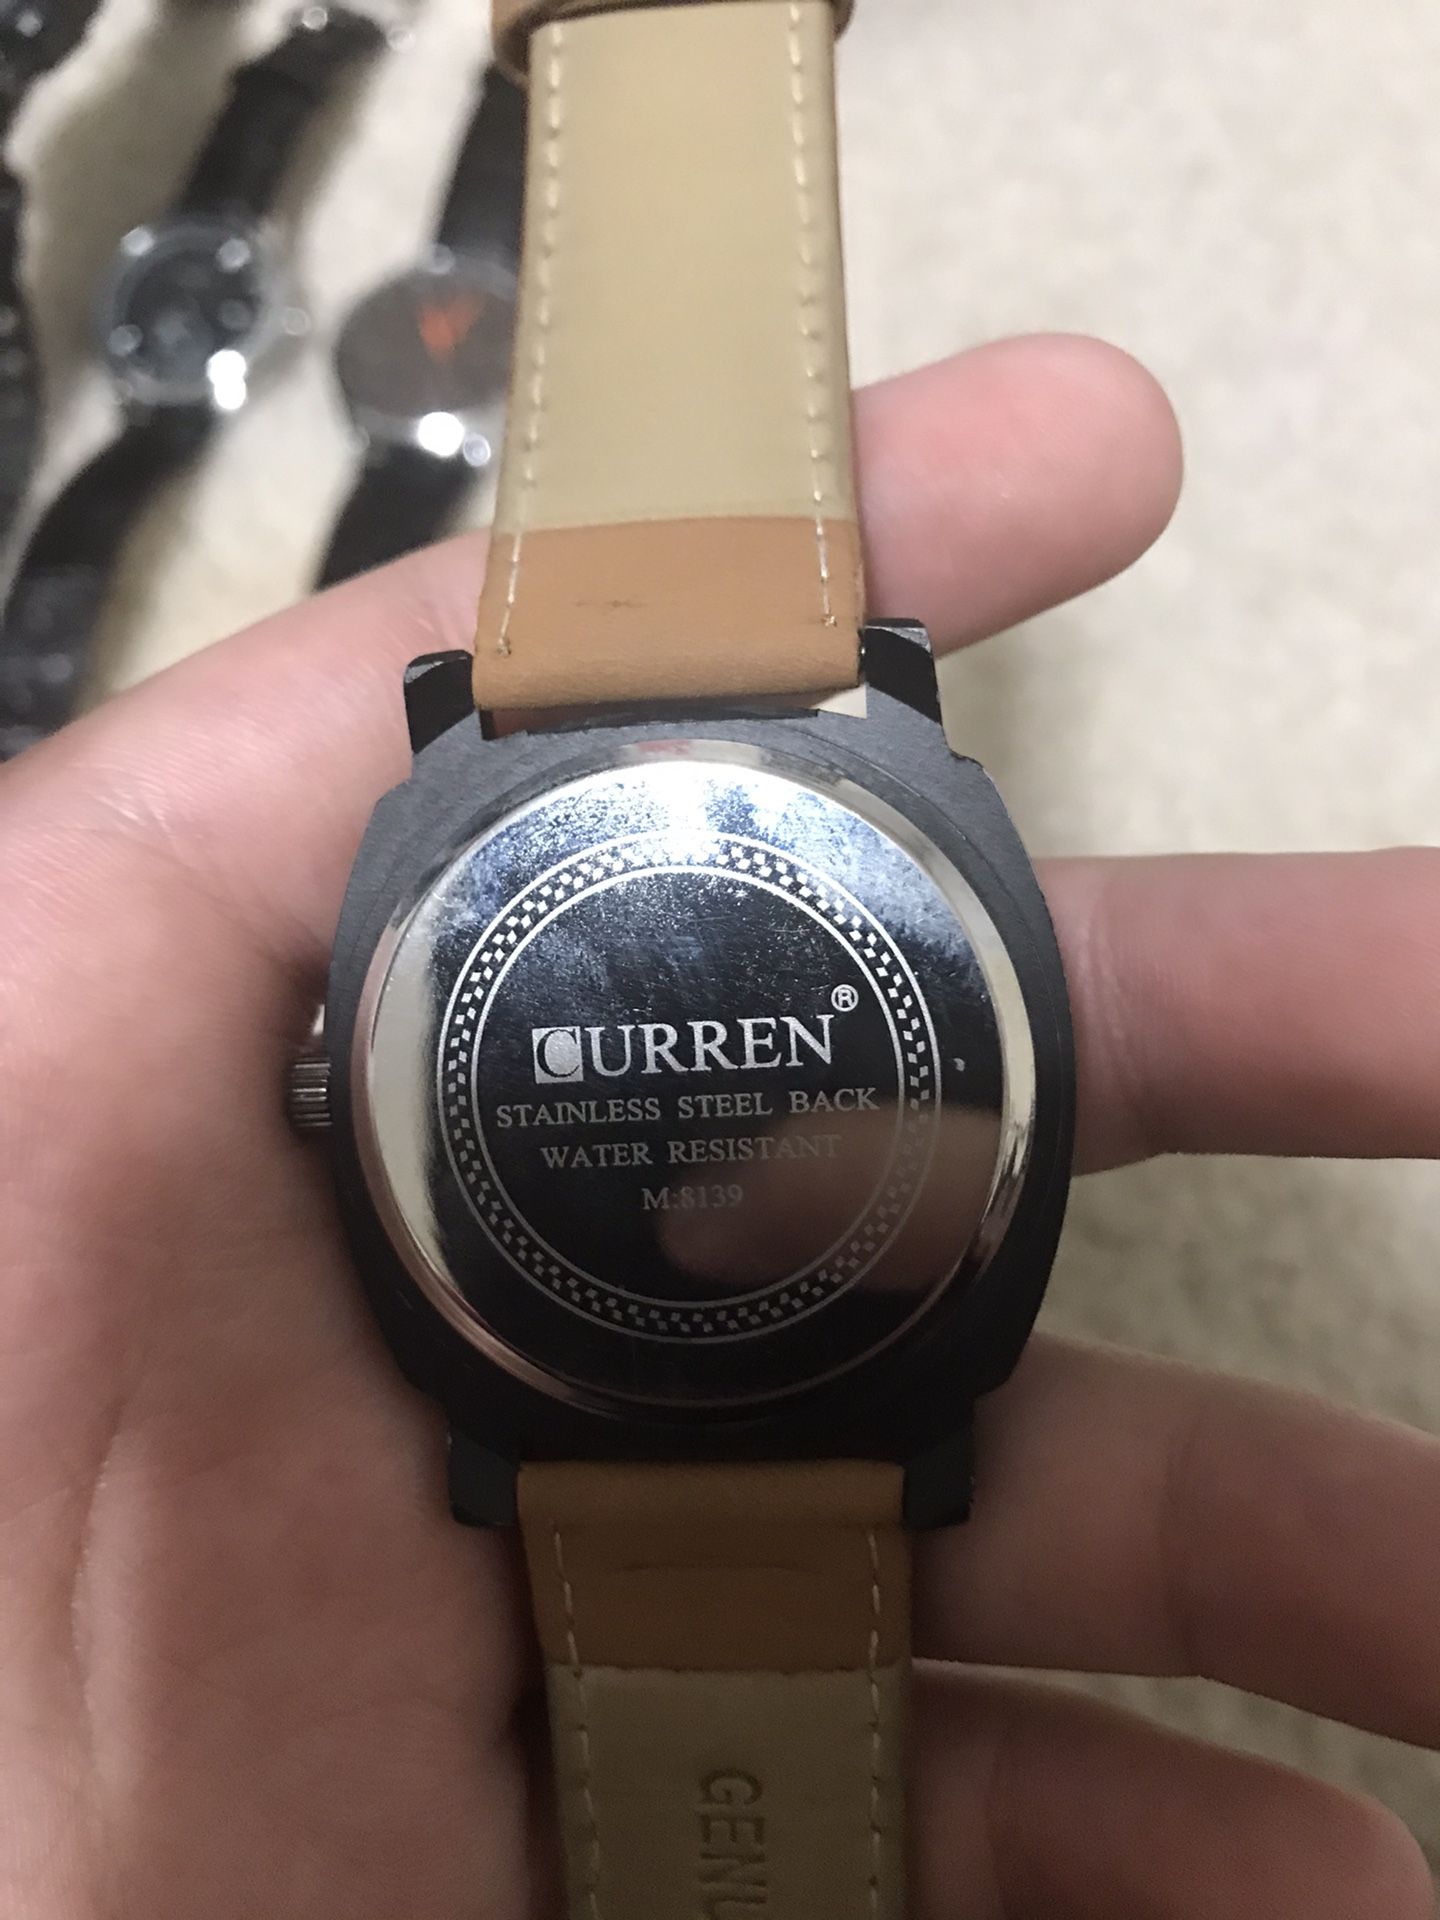 CURREN®
STAINLESS STEEL BACK
WATER RESISTANT
M:8139